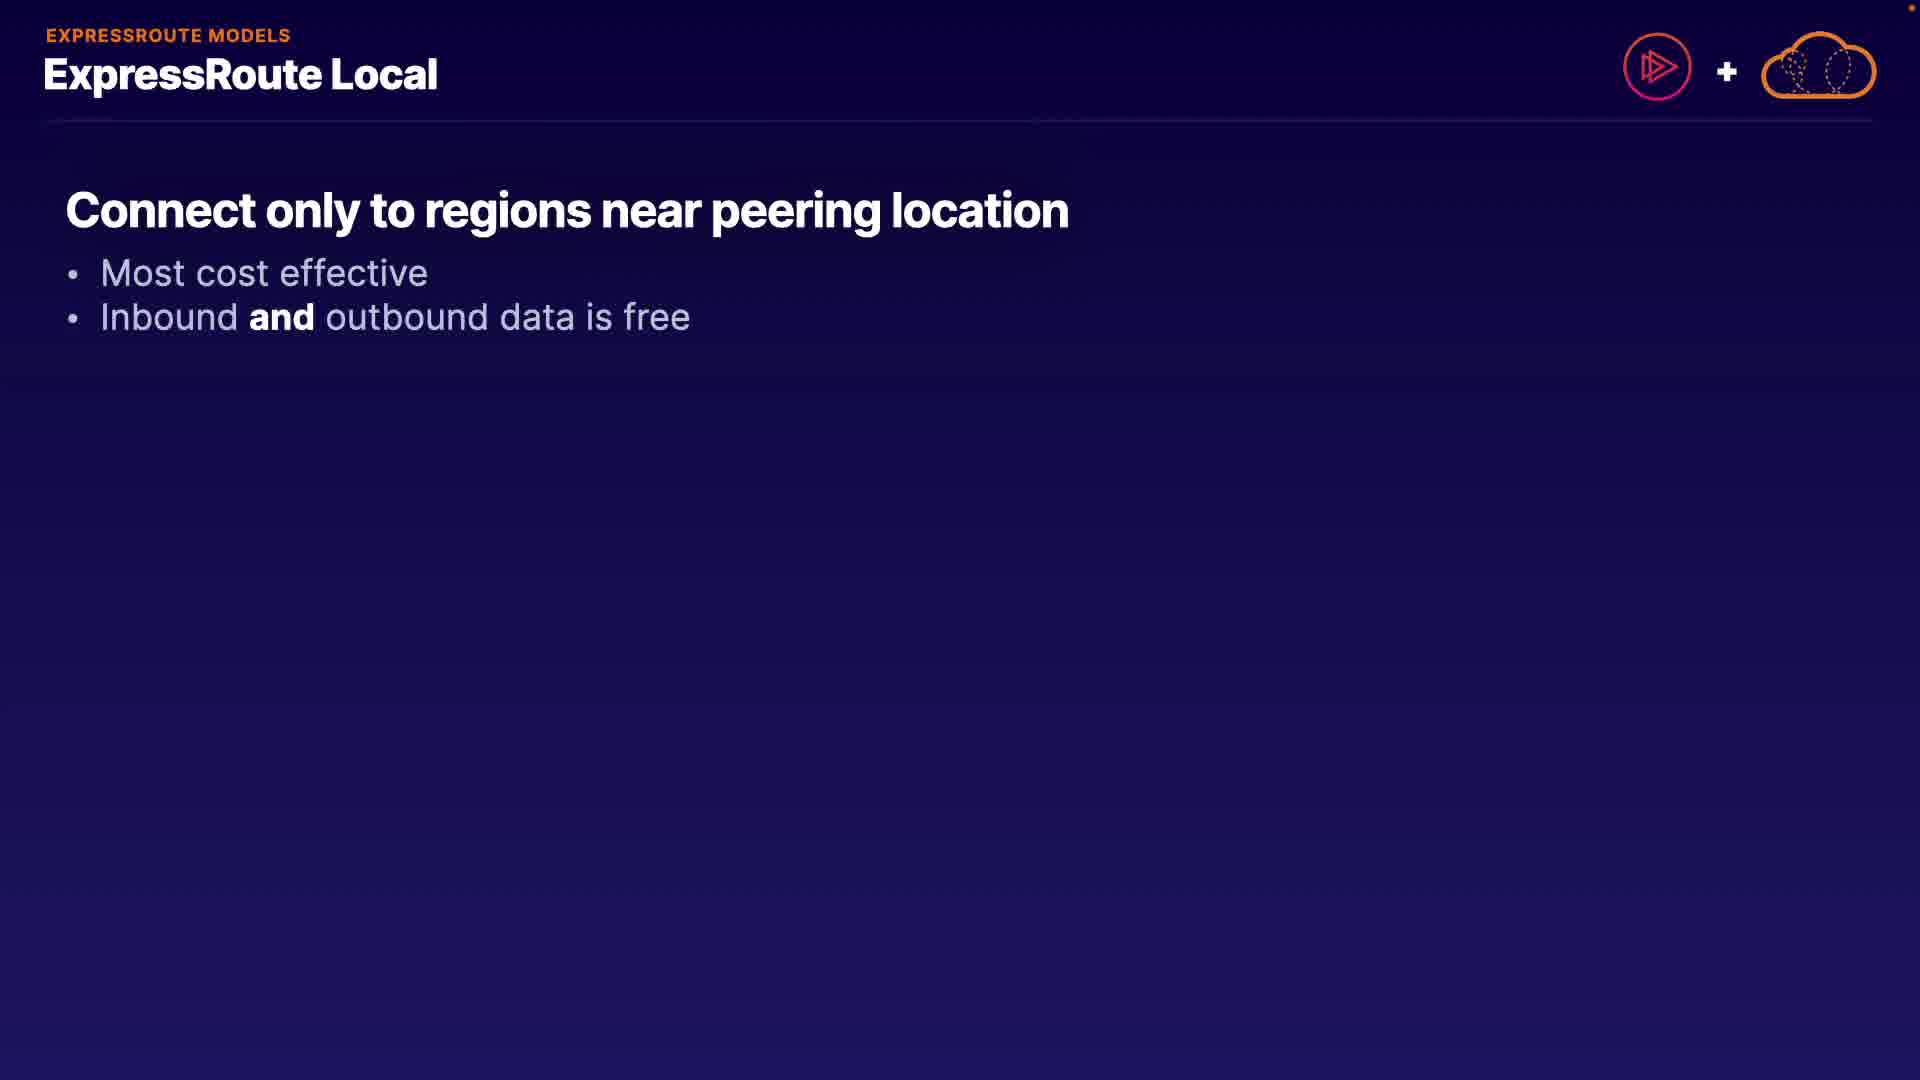 EXPRESSROUTE MODELS
ExpressRoute Local
Connect only to regions near peering location
• Most cost effective
• Inbound and outbound data is free